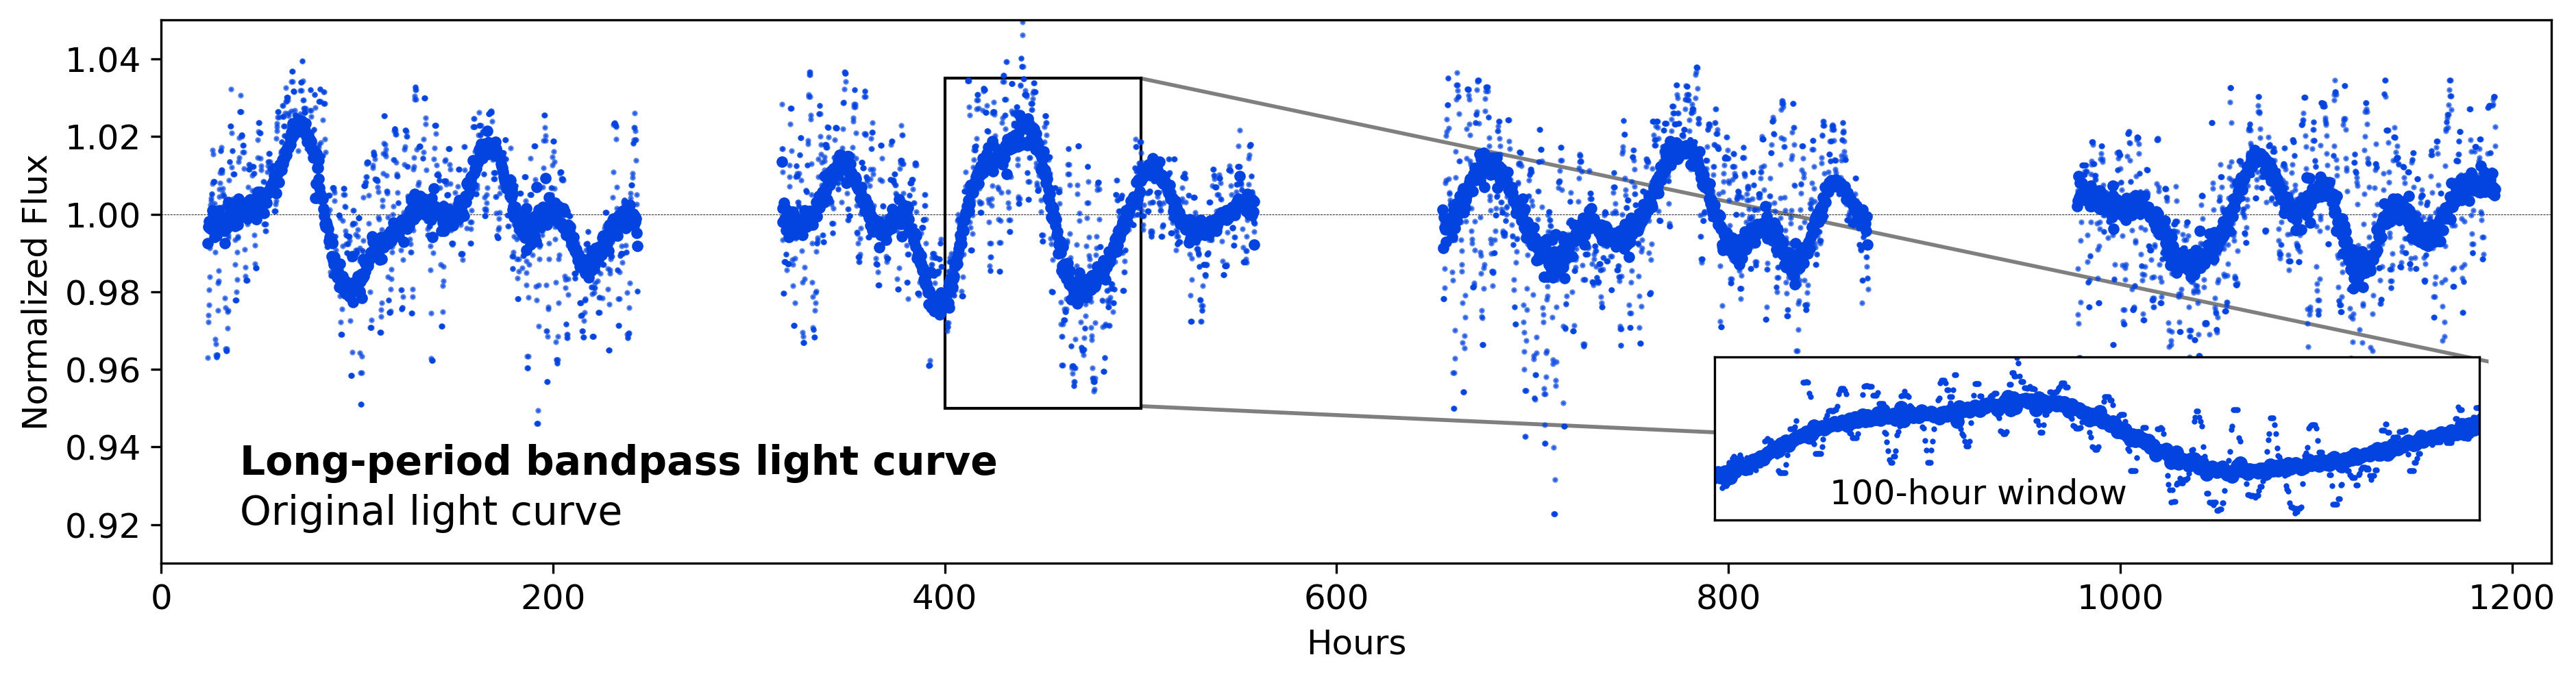 Normalized Flux
1.04
1.02
1.00
0.98
0.96
0.94
0.92
Long-period bandpass light curve
Original light curve
100-hour window
0 200 400 600 800 1000 1200
Hours